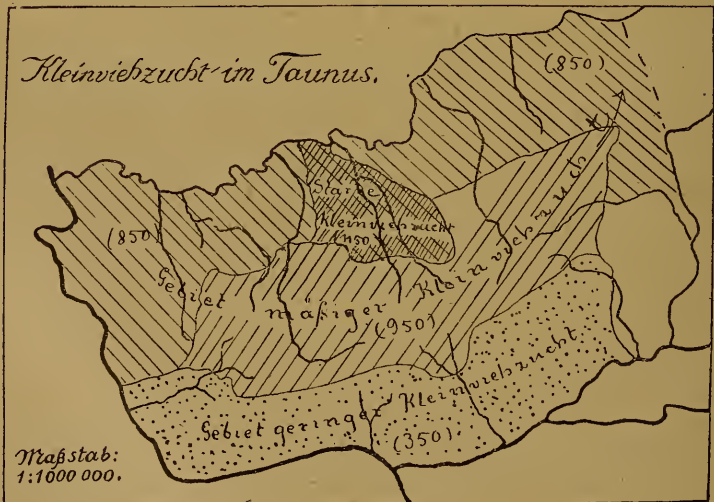 Kleinviehzucht im Taunus.
(850)
Starke
Kleinviehzucht
(1150)
(850)
Gebiet mäßiger Kleinviehzucht
(950)
Gebiet geringer Kleinviehzucht
(350)
Maßstab:
1:1000 000.